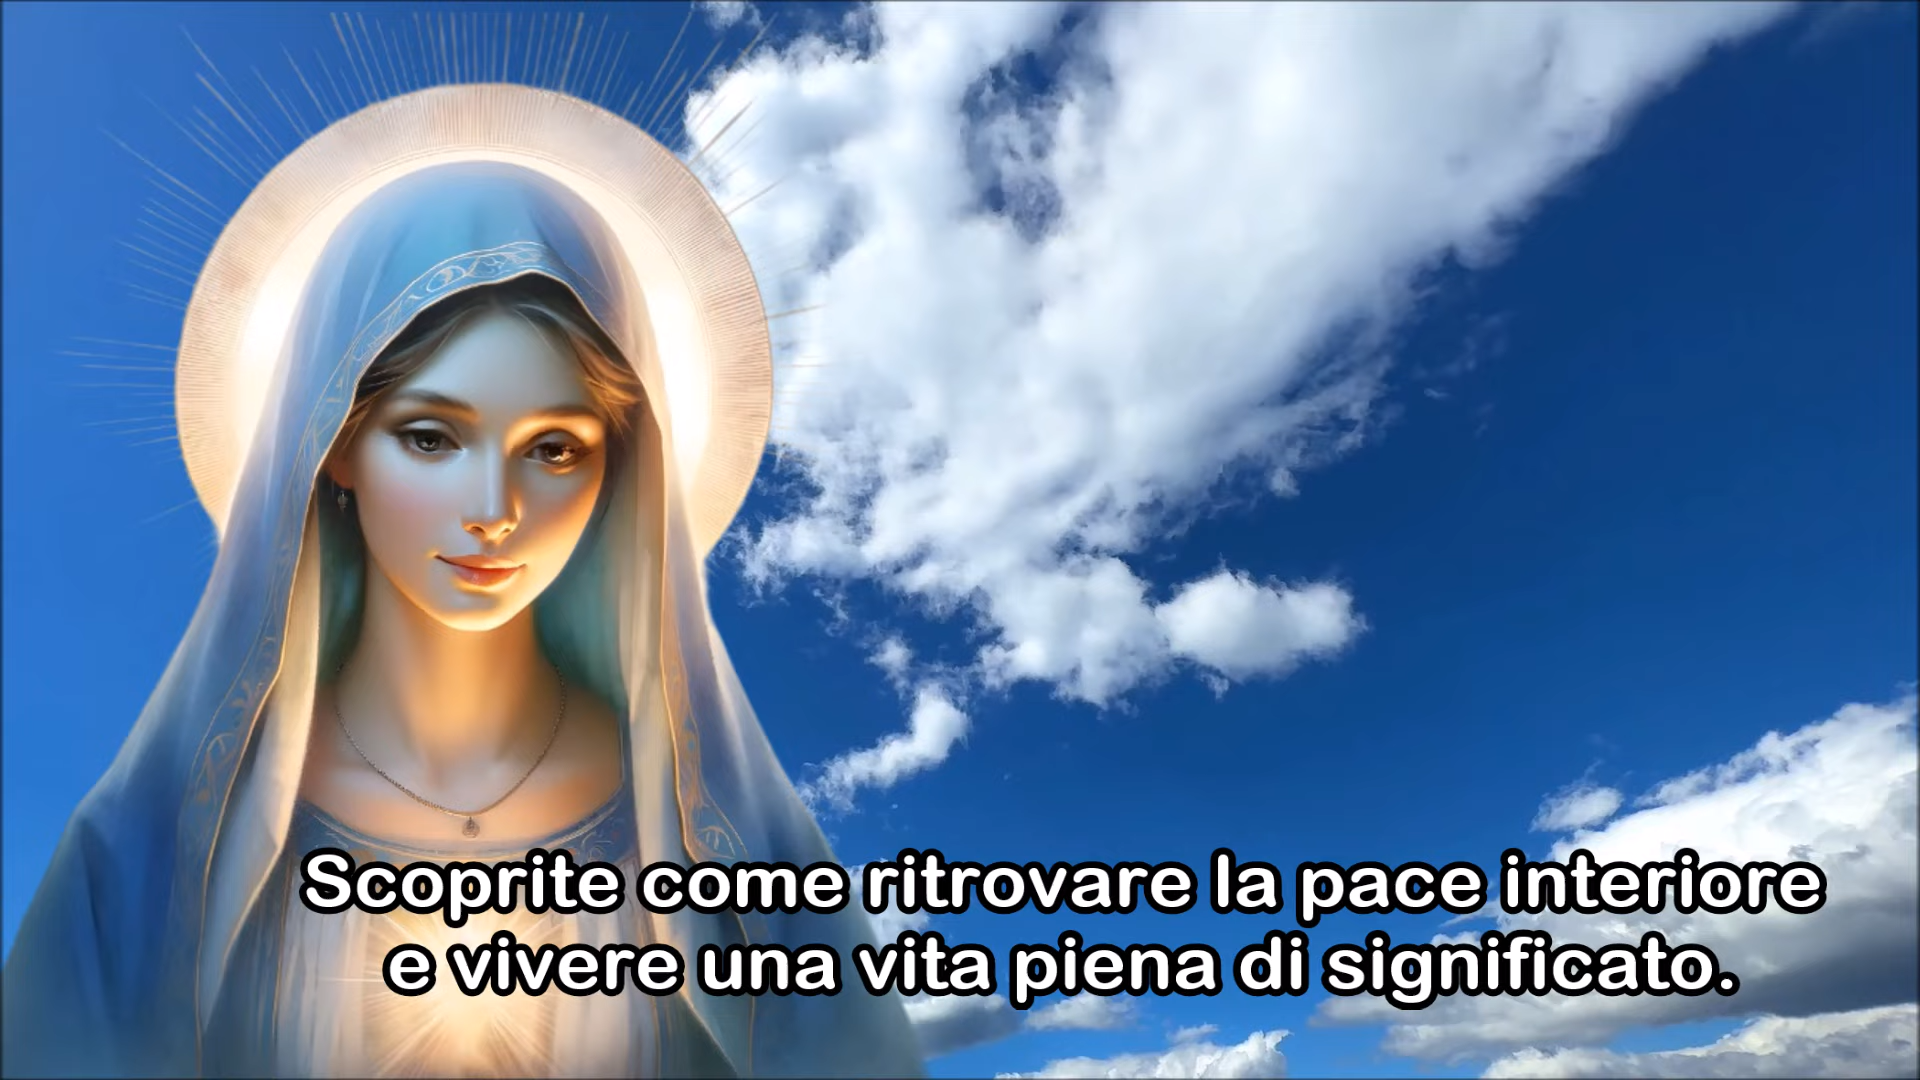 Scoprite come ritrovare la pace interiore
e vivere una vita piena di significato.